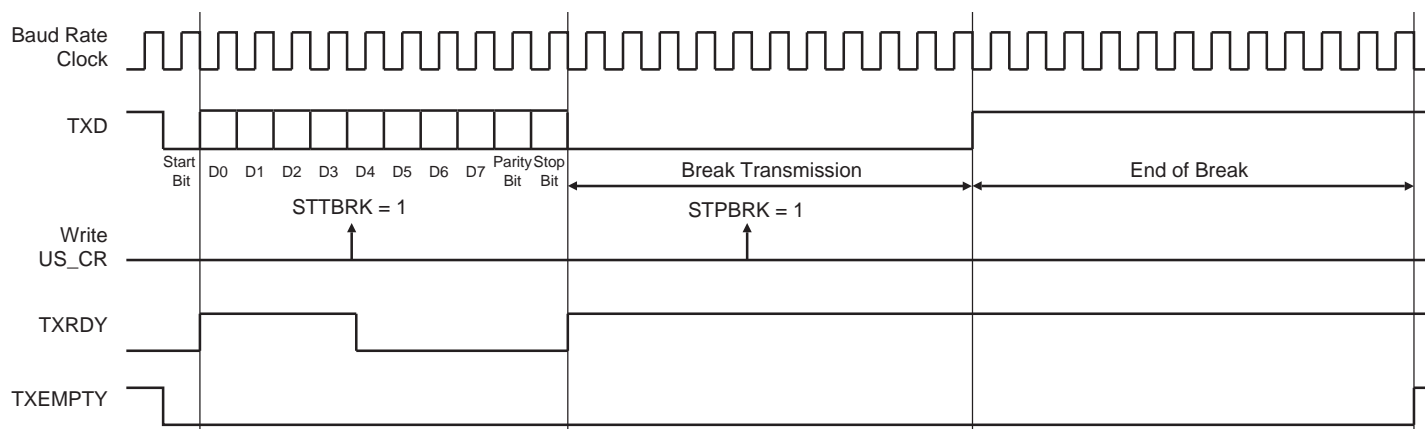 Baud Rate
Clock
TXD
Start
Bit
D0 D1 D2 D3 D4 D5 D6 D7
Parity
Bit
Stop
Bit
Break Transmission
End of Break
STTBRK = 1
STPBRK = 1
Write
US_CR
TXRDY
TXEMPTY